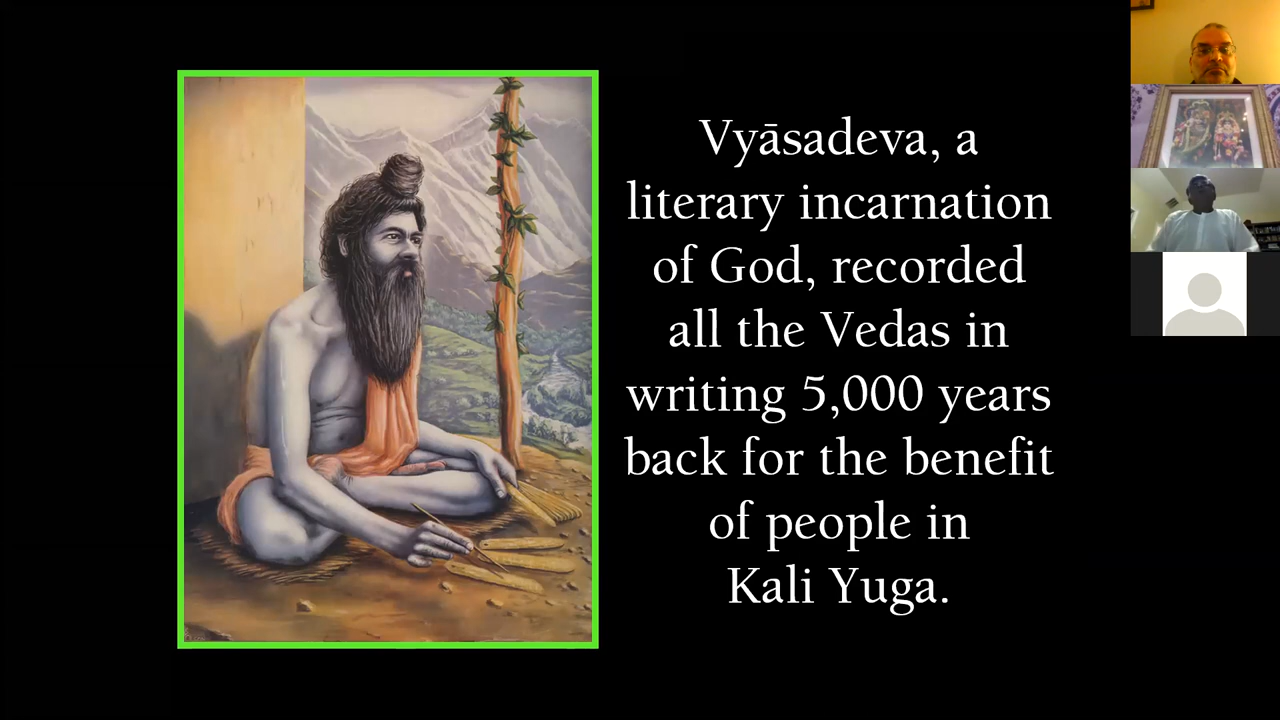 Vyāsadeva, a
literary incarnation
of God, recorded
all the Vedas in
writing 5,000 years
back for the benefit
of people in
Kali Yuga.